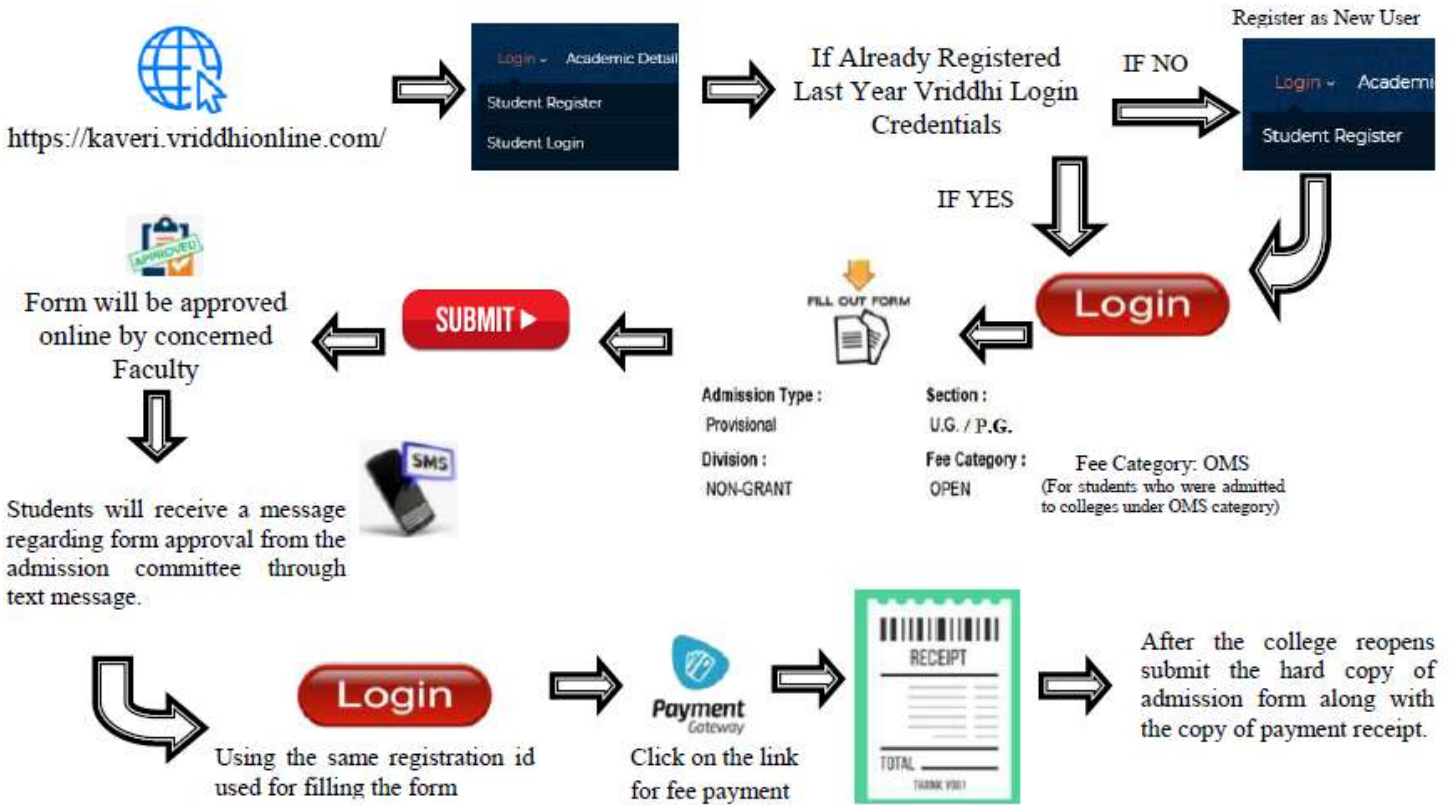 https://kaveri.vriddhionline.com/
Login Academic Detail
Student Register
Student Login
If Already Registered
Last Year Vriddhi Login
Credentials
IF NO
Register as New User
Login Academi
Student Register
IF YES
Login
FILL OUT FORM
Admission Type :
Provisional
Section :
U.G. / P.G.
Division :
NON-GRANT
Fee Category :
OPEN
Fee Category: OMS
(For students who were admitted
to colleges under OMS category)
SUBMIT
APPROVED
Form will be approved
online by concerned
Faculty
SMS
Students will receive a message
regarding form approval from the
admission committee through
text message.
Login
Using the same registration id
used for filling the form
Payment
Gateway
Click on the link
for fee payment
RECEIPT
TOTAL
THANK YOU!
After the college reopens
submit the hard copy of
admission form along with
the copy of payment receipt.